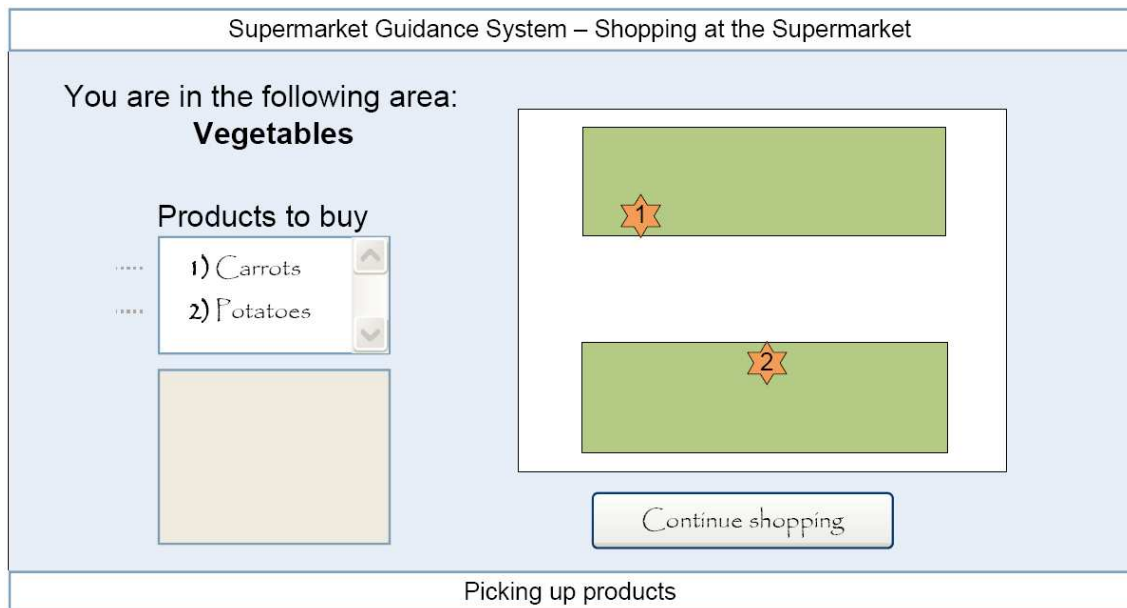 Supermarket Guidance System – Shopping at the Supermarket
You are in the following area:
Vegetables
Products to buy
1) Carrots
2) Potatoes
1
2
Continue shopping
Picking up products